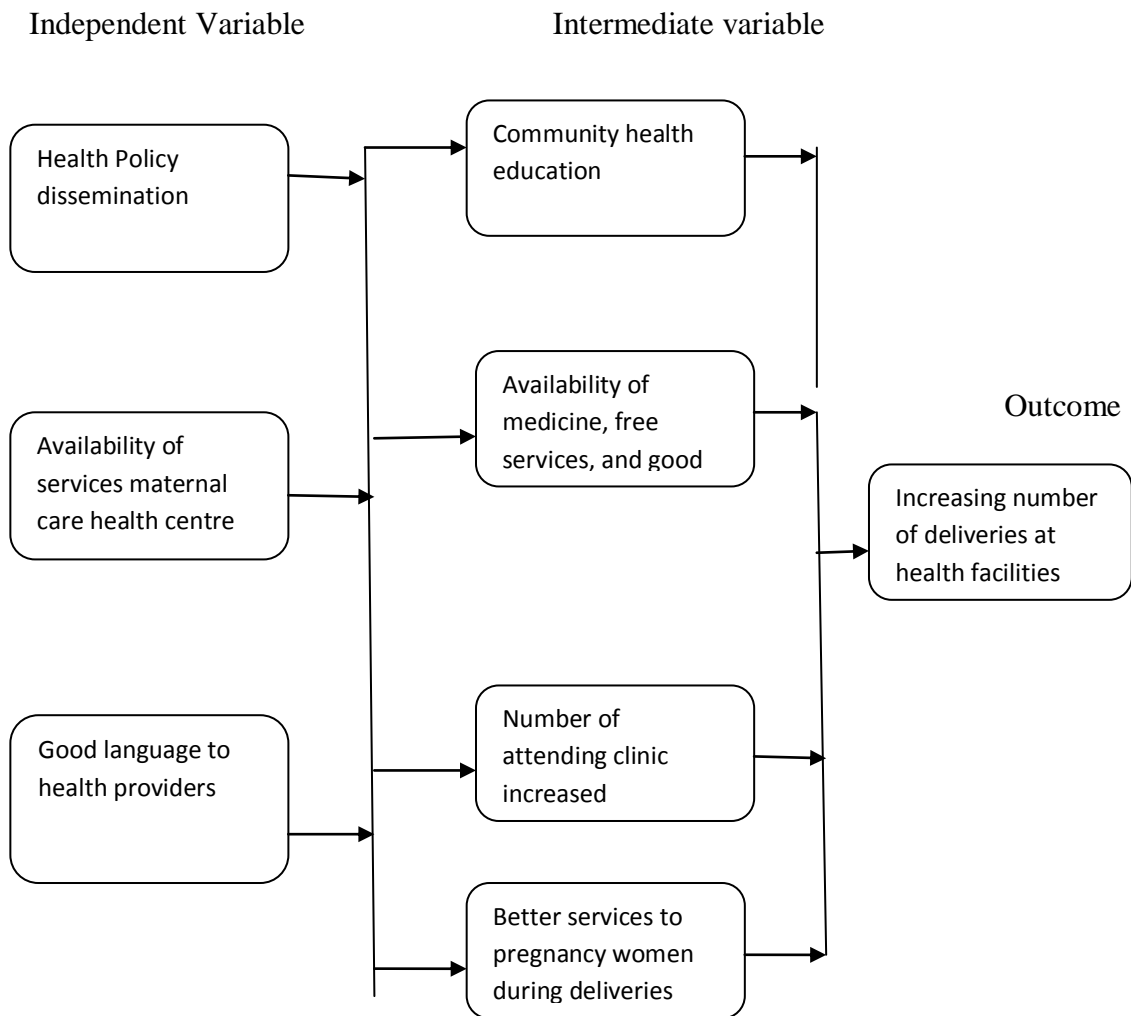 Independent Variable
Intermediate variable
Health Policy
dissemination
Availability of
services maternal
care health centre
Good language to
health providers
Community health
education
Availability of
medicine, free
services, and good
Number of
attending clinic
increased
Better services to
pregnancy women
during deliveries
Outcome
Increasing number
of deliveries at
health facilities